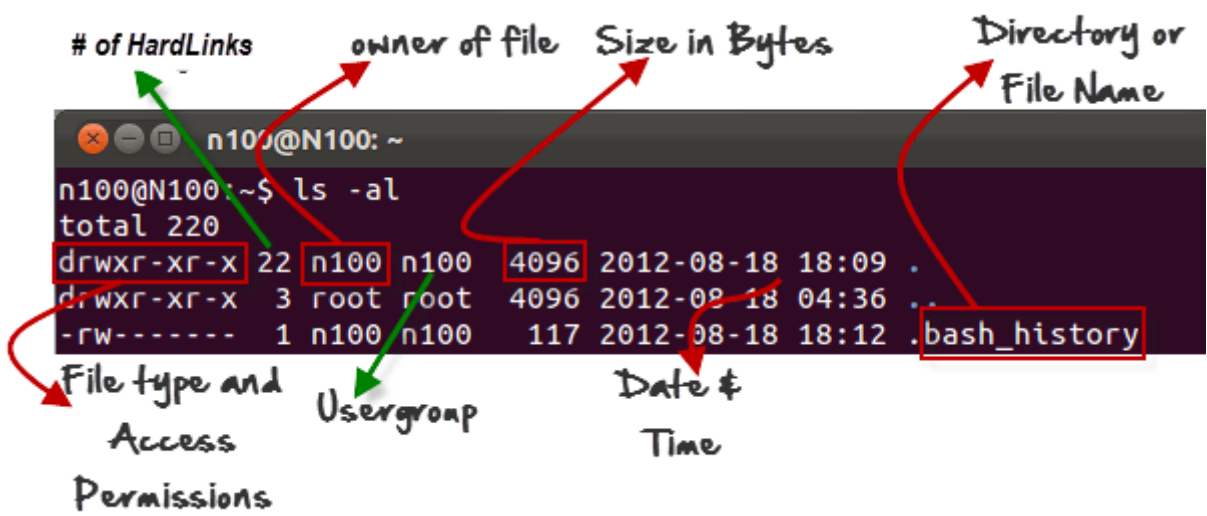 # of HardLinks
owner of file
Size in Bytes
Directory or
File Name
n100@N100: ~
n100@N100:~$ ls -al
total 220
drwxr-xr-x 22 n100 n100 4096 2012-08-18 18:09 .
drwxr-xr-x 3 root root 4096 2012-08-18 04:36 ..
-rw------- 1 n100 n100 117 2012-08-18 18:12 .bash_history
File type and
Access
Permissions
Usergroup
Date &
Time